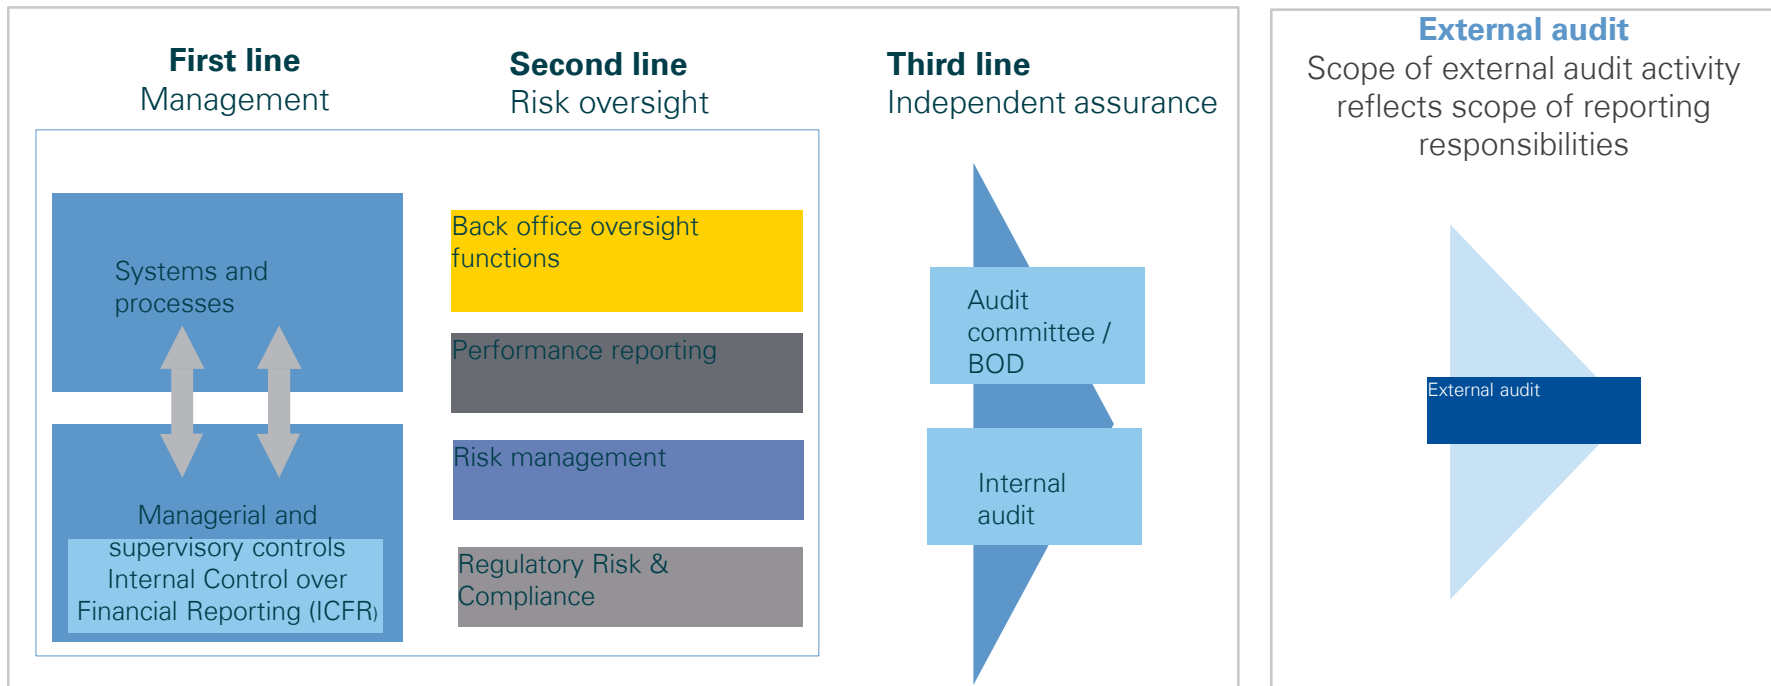 First line
Management
Systems and
processes
Managerial and
supervisory controls
Internal Control over
Financial Reporting (ICFR)
Second line
Risk oversight
Back office oversight
functions
Performance reporting
Risk management
Regulatory Risk &
Compliance
Third line
Independent assurance
Audit
committee /
BOD
Internal
audit
External audit
Scope of external audit activity
reflects scope of reporting
responsibilities
External audit